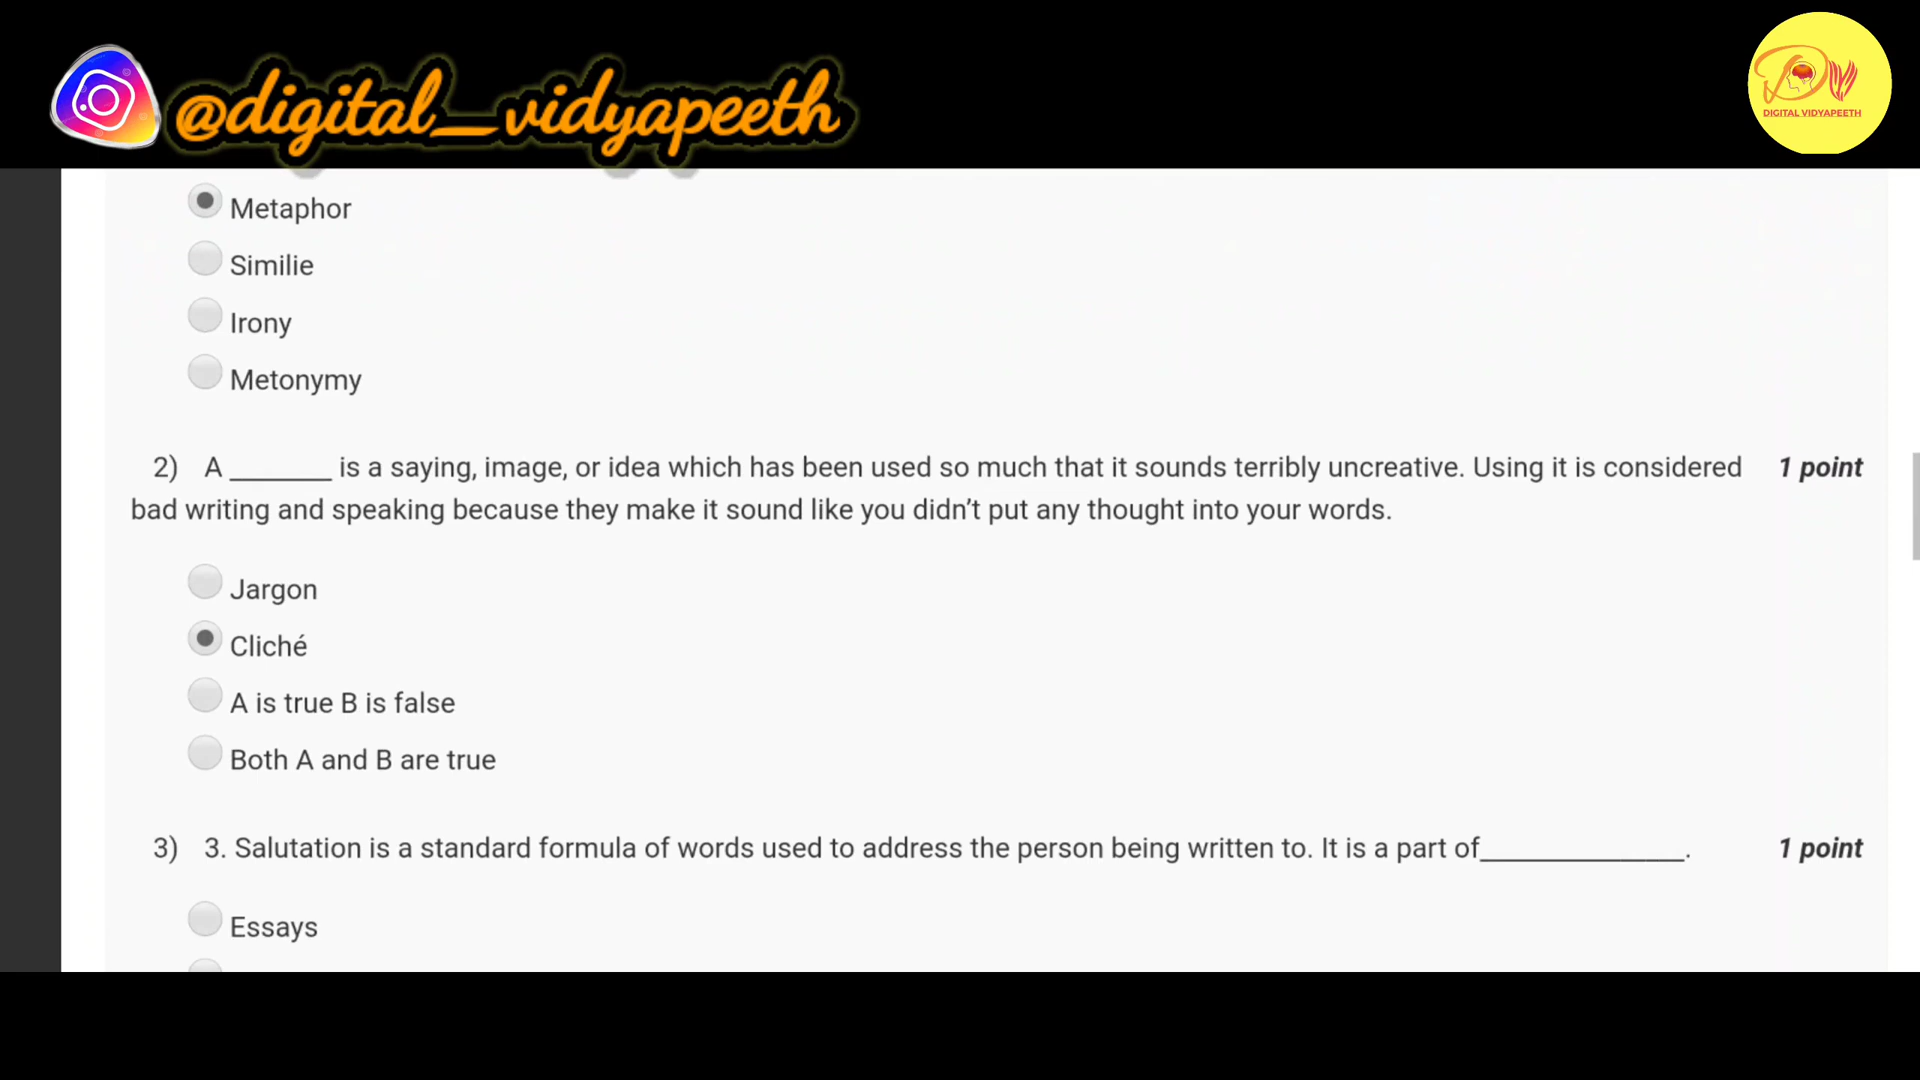 @digital_vidyapeeth
DIGITAL VIDYAPEETH
Metaphor
Similie
Irony
Metonymy
2) A _______ is a saying, image, or idea which has been used so much that it sounds terribly uncreative. Using it is considered 1 point
bad writing and speaking because they make it sound like you didn’t put any thought into your words.
Jargon
Cliché
A is true B is false
Both A and B are true
3) 3. Salutation is a standard formula of words used to address the person being written to. It is a part of______________. 1 point
Essays